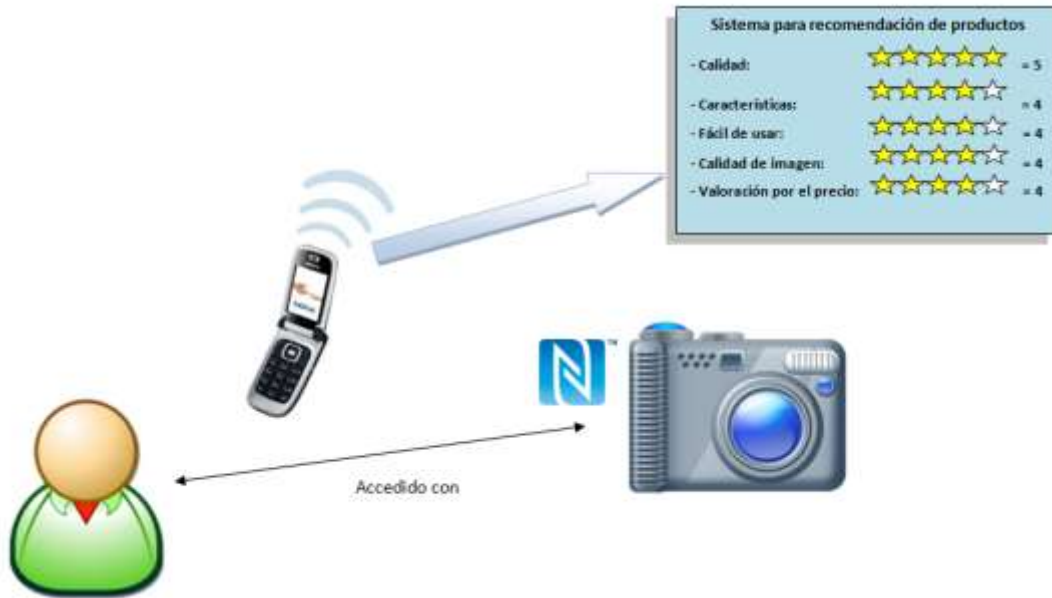 Sistema para recomendación de productos
- Calidad: = 5
- Características: = 4
- Fácil de usar: = 4
- Calidad de imagen: = 4
- Valoración por el precio: = 4
TM
Accedido con